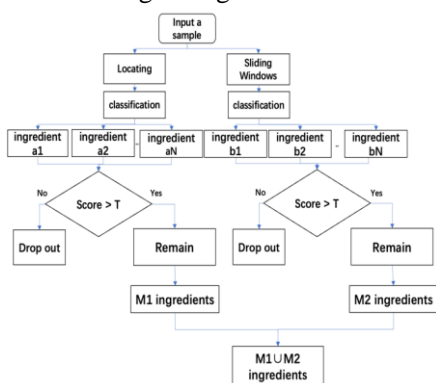 Input a
sample
Locating
Sliding
Windows
classification
classification
ingredient
a1
ingredient
a2
-
ingredient
aN
ingredient
b1
ingredient
b2
-
ingredient
bN
No
Score > T
Yes
No
Score > T
Yes
Drop out
Remain
Drop out
Remain
M1 ingredients
M2 ingredients
M1∪M2
ingredients